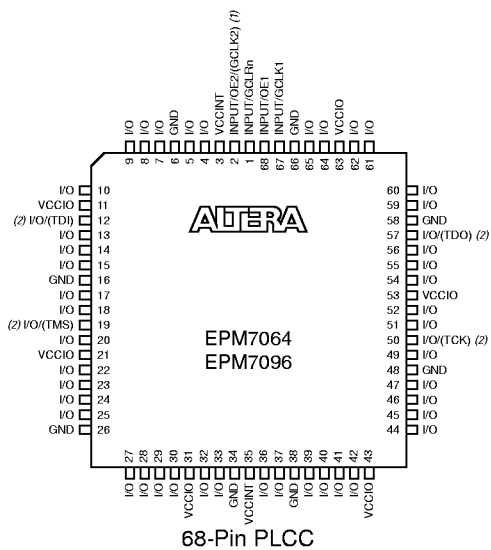 I/O I/O I/O GND I/O I/O VCCINT INPUT/OE2/(GCLK2) (1) INPUT/GCLRn INPUT/OE1 INPUT/GCLK1 GND I/O I/O VCCIO I/O I/O
9 8 7 6 5 4 3 2 1 68 67 66 65 64 63 62 61
I/O 10 60 I/O
VCCIO 11 59 I/O
(2) I/O/(TDI) 12 58 GND
I/O 13 57 I/O/(TDO) (2)
I/O 14 56 I/O
I/O 15 55 I/O
GND 16 54 I/O
I/O 17 53 VCCIO
I/O 18 52 I/O
(2) I/O/(TMS) 19 51 I/O
I/O 20 50 I/O/(TCK) (2)
VCCIO 21 49 I/O
I/O 22 48 GND
I/O 23 47 I/O
I/O 24 46 I/O
I/O 25 45 I/O
GND 26 44 I/O
ALTERA
EPM7064
EPM7096
27 28 29 30 31 32 33 34 35 36 37 38 39 40 41 42 43
I/O I/O I/O I/O VCCIO I/O I/O GND VCCINT I/O I/O GND I/O I/O I/O I/O VCCIO
68-Pin PLCC